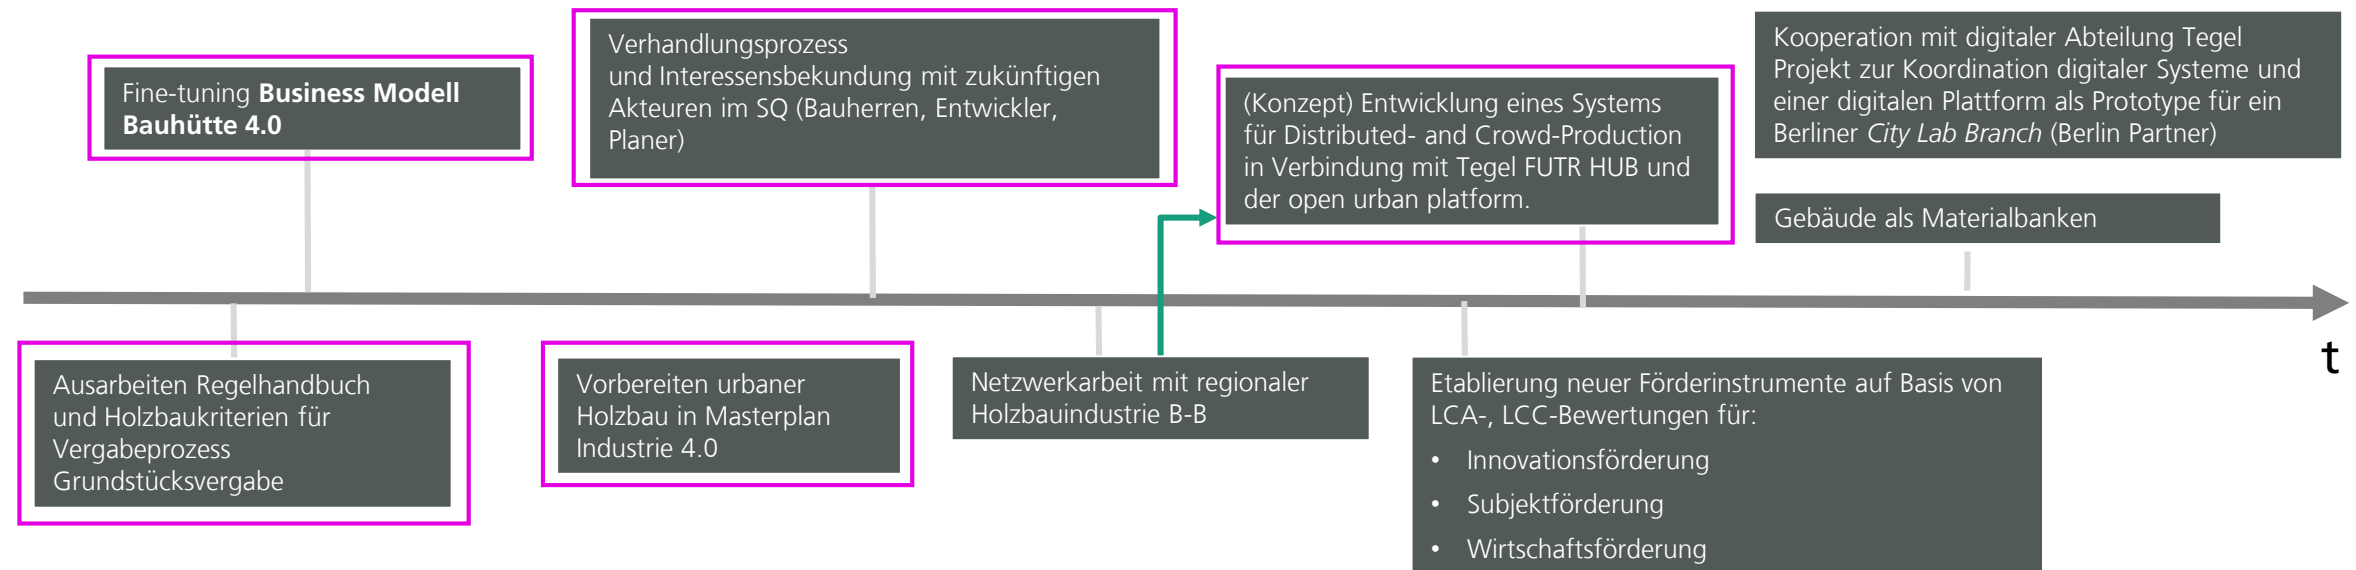 Fine-tuning Business Modell
Bauhütte 4.0
Verhandlungsprozess
und Interessensbekundung mit zukünftigen
Akteuren im SQ (Bauherren, Entwickler,
Planer)
(Konzept) Entwicklung eines Systems
für Distributed- and Crowd-Production
in Verbindung mit Tegel FUTR HUB und
der open urban platform.
Kooperation mit digitaler Abteilung Tegel
Projekt zur Koordination digitaler Systeme und
einer digitalen Plattform als Prototype für ein
Berliner City Lab Branch (Berlin Partner)
Gebäude als Materialbanken
t
Ausarbeiten Regelhandbuch
und Holzbaukriterien für
Vergabeprozess
Grundstücksvergabe
Vorbereiten urbaner
Holzbau in Masterplan
Industrie 4.0
Netzwerkarbeit mit regionaler
Holzbauindustrie B-B
Etablierung neuer Förderinstrumente auf Basis von
LCA-, LCC-Bewertungen für:
• Innovationsförderung
• Subjektförderung
• Wirtschaftsförderung